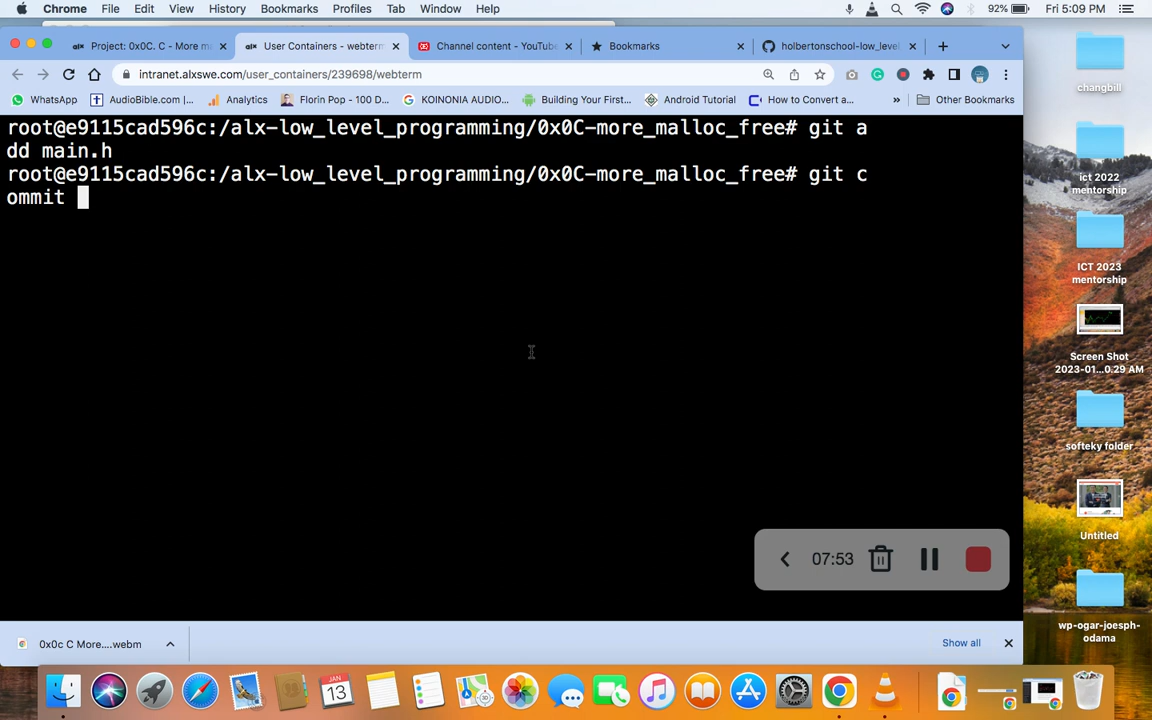 Chrome File Edit View History Bookmarks Profiles Tab Window Help 92% Fri 5:09 PM
Project: 0x0C. C - More m User Containers - webterm Channel content - YouTube Bookmarks holbertonschool-low_level
intranet.alxswe.com/user_containers/239698/webterm
WhatsApp AudioBible.com |... Analytics Florin Pop - 100 D... KOINONIA AUDIO... Building Your First... Android Tutorial How to Convert a... » Other Bookmarks
root@e9115cad596c:/alx-low_level_programming/0x0C-more_malloc_free# git a
dd main.h
root@e9115cad596c:/alx-low_level_programming/0x0C-more_malloc_free# git c
ommit
07:53
0x0c C More....webm
Show all
changbill
ict 2022
mentorship
ICT 2023
mentorship
Screen Shot
2023-01...0.29 AM
softeky folder
Untitled
wp-ogar-joesph-
odama
JAN
13